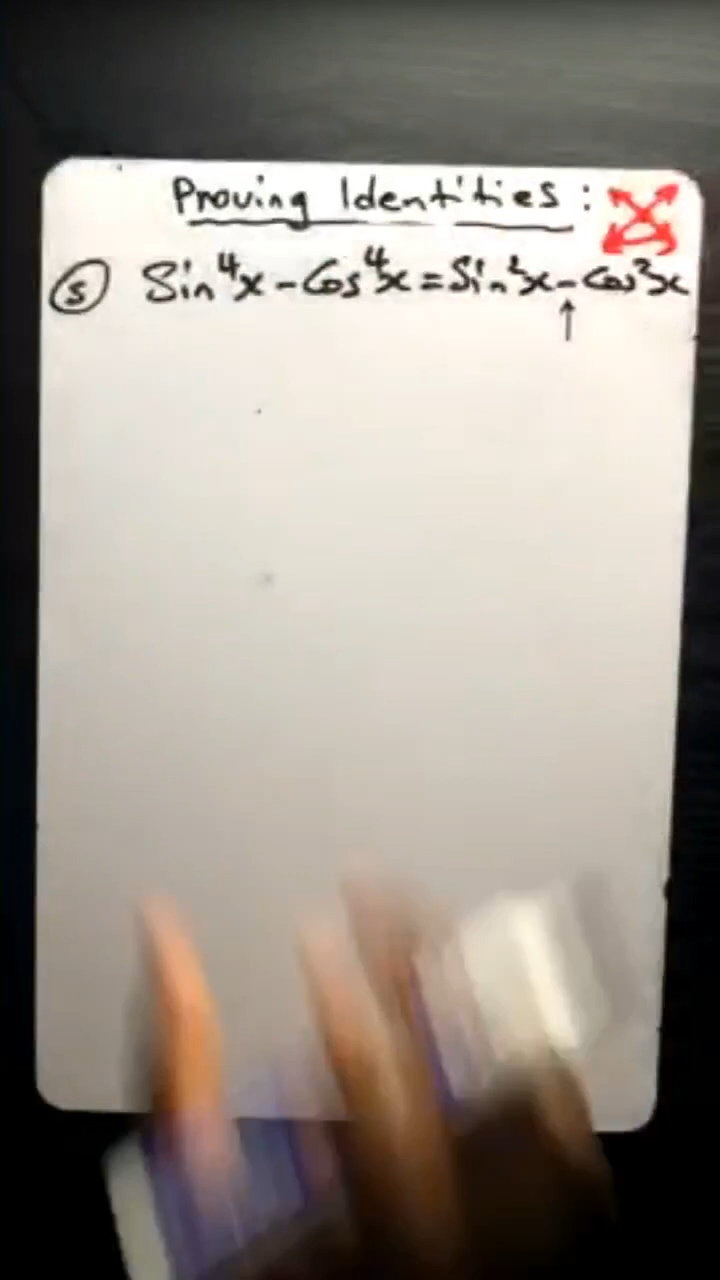 Proving Identities:
⑤ Sin⁴x - Cos⁴x = Sin²x - Cos²x
↑